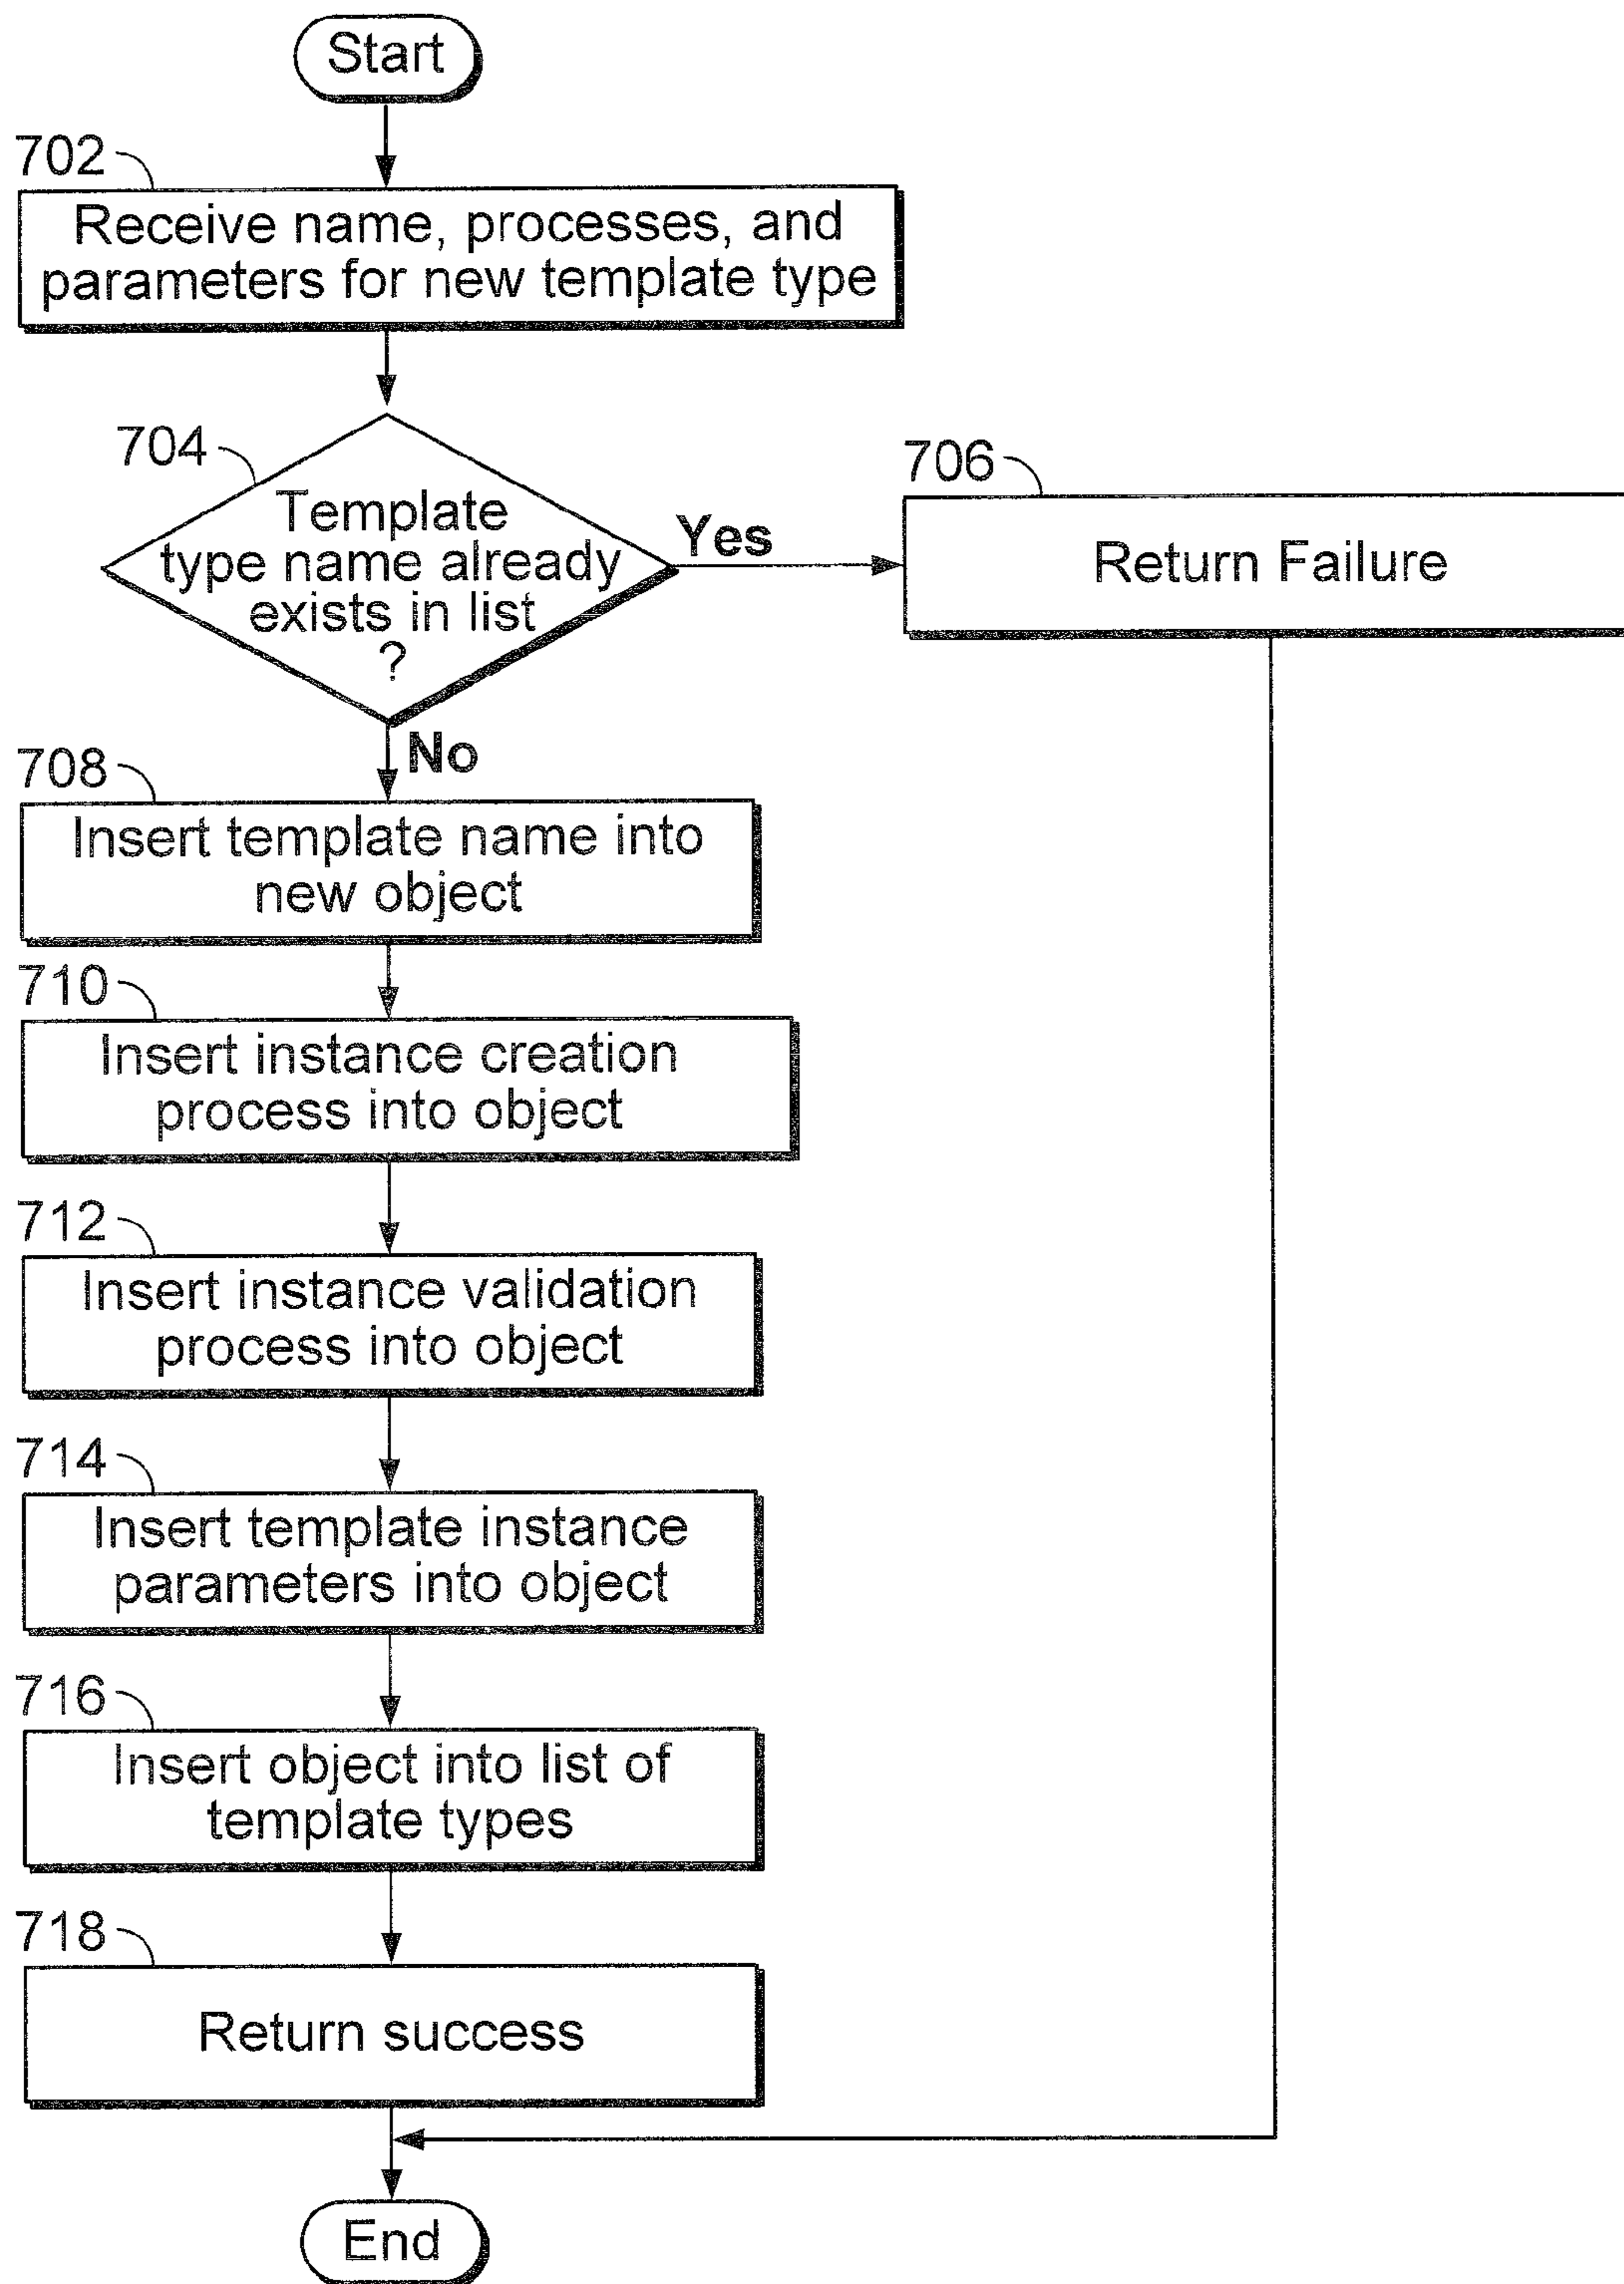 Start
702
Receive name, processes, and
parameters for new template type
704
Template
type name already
exists in list
?
Yes
706
Return Failure
No
708
Insert template name into
new object
710
Insert instance creation
process into object
712
Insert instance validation
process into object
714
Insert template instance
parameters into object
716
Insert object into list of
template types
718
Return success
End